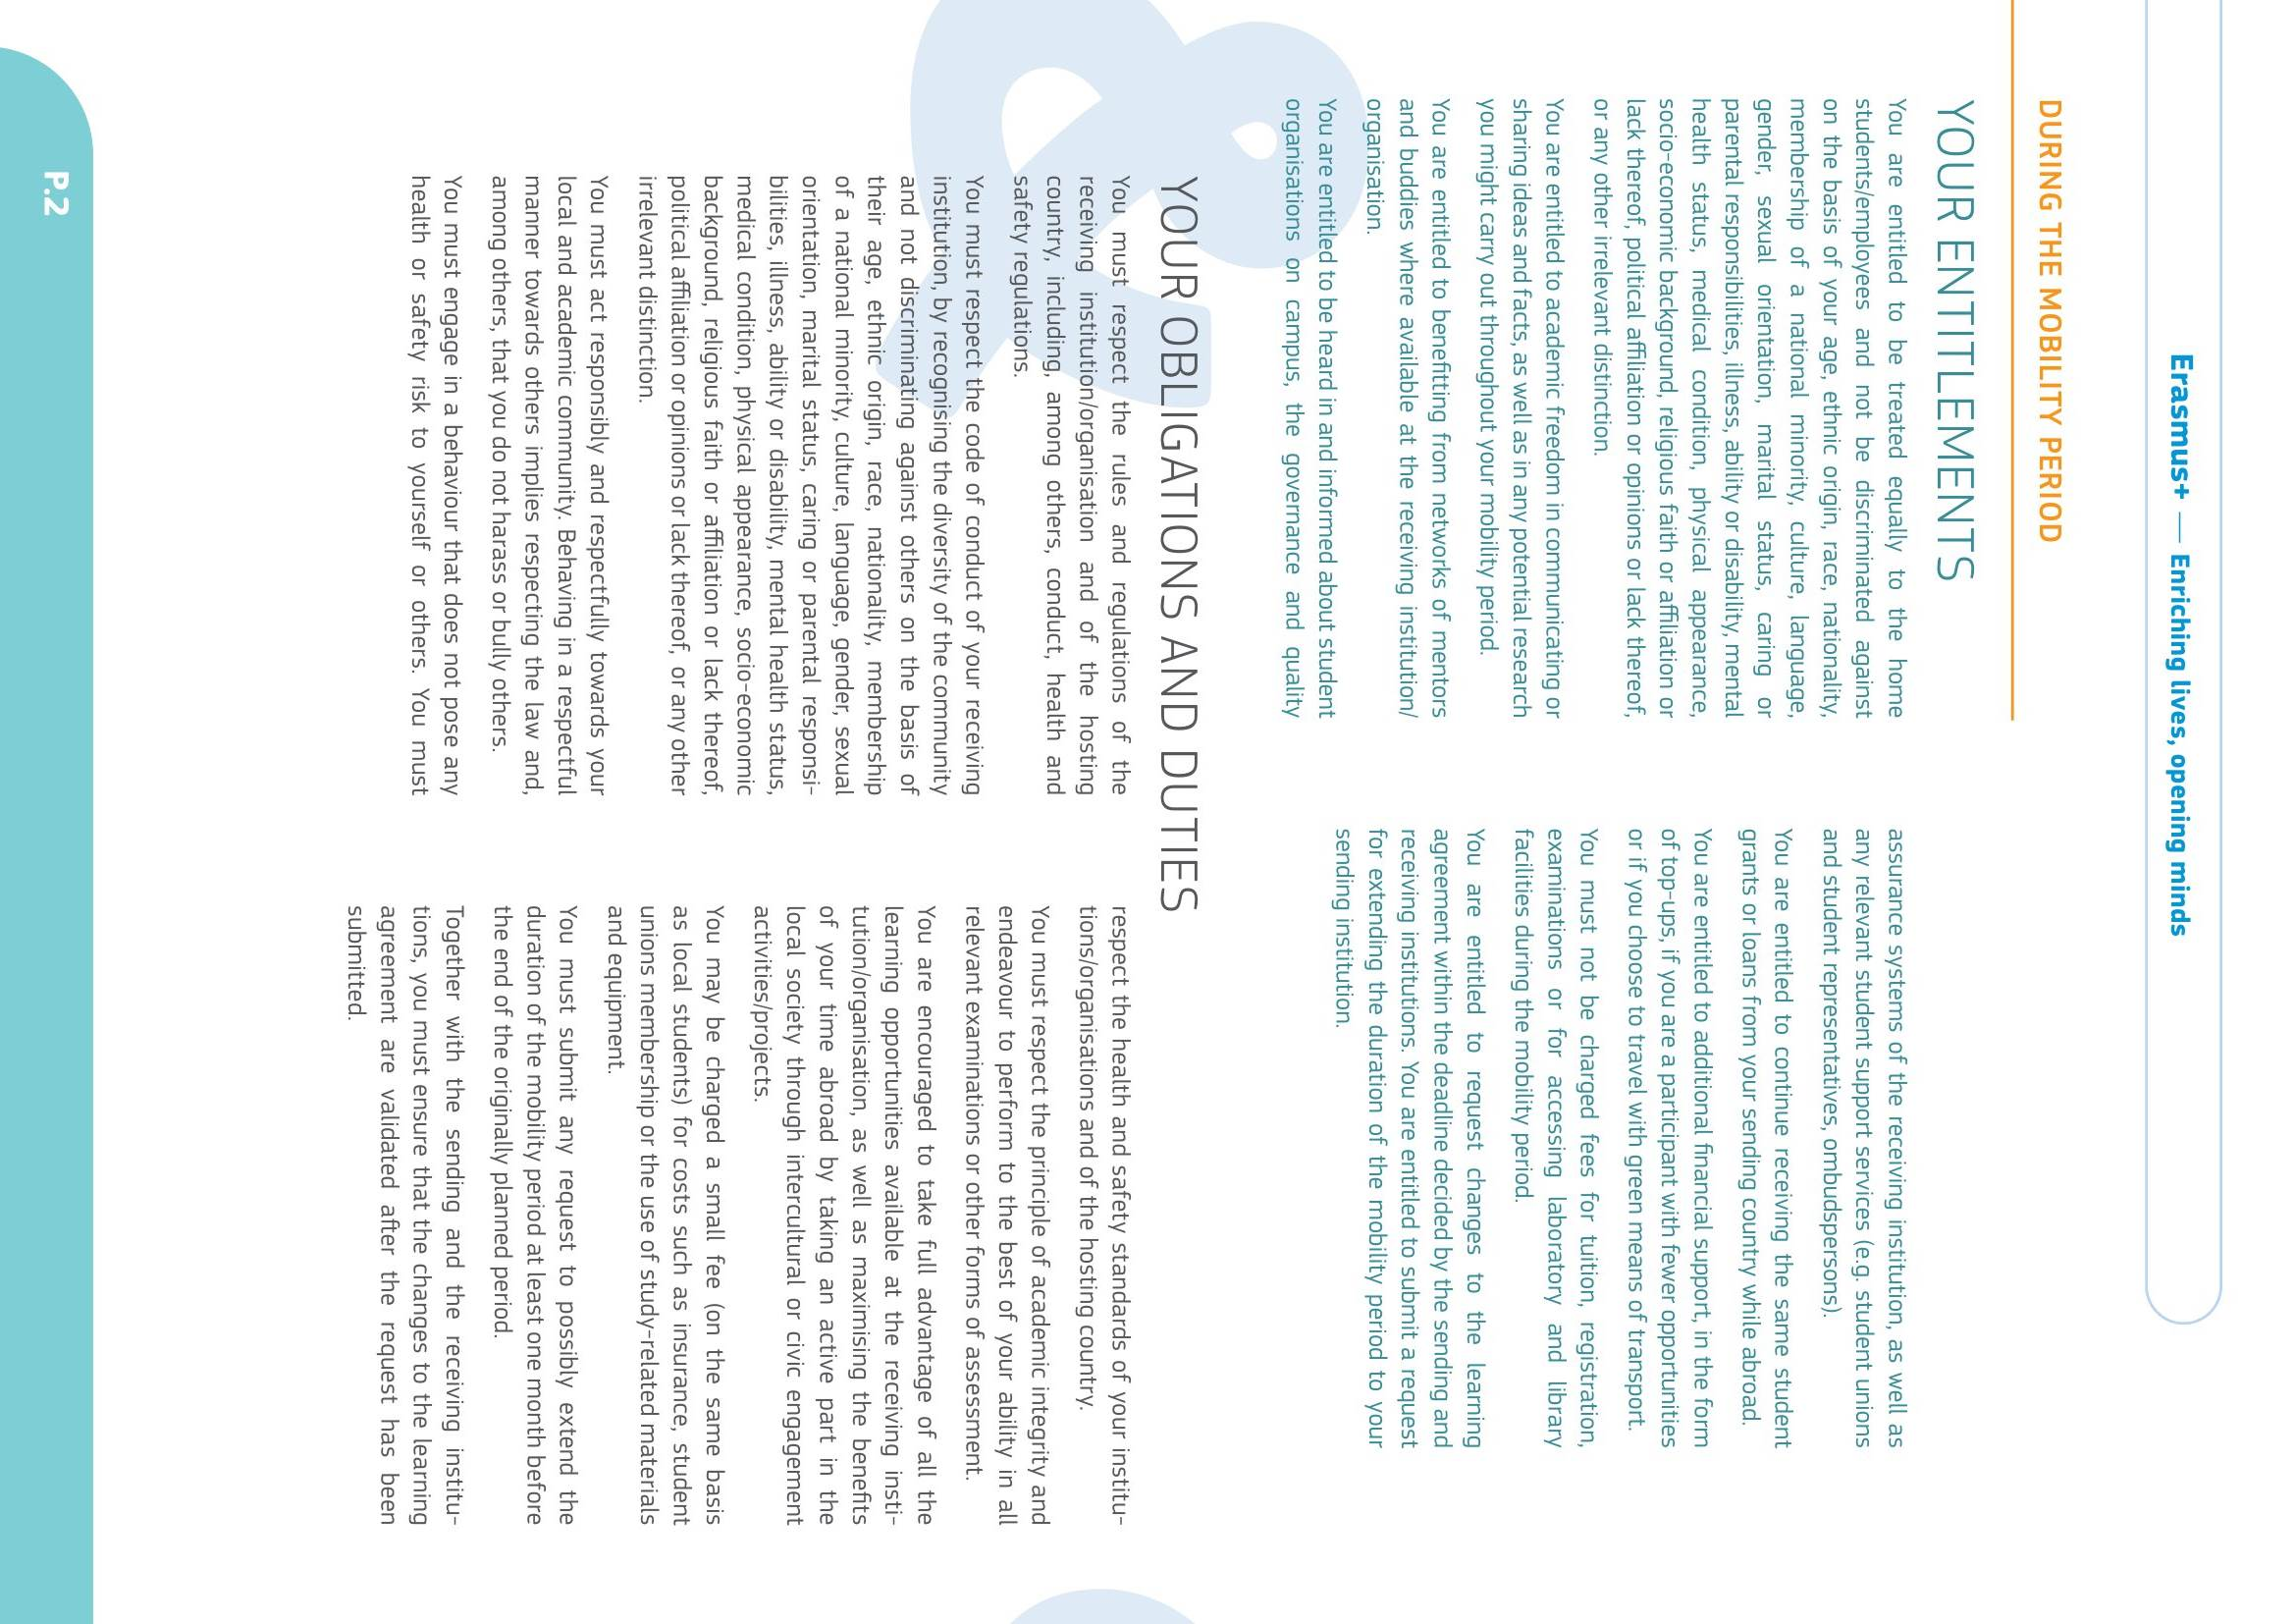 Erasmus+ — Enriching lives, opening minds
DURING THE MOBILITY PERIOD
YOUR ENTITLEMENTS
You are entitled to be treated equally to the home
students/employees and not be discriminated against
on the basis of your age, ethnic origin, race, nationality,
membership of a national minority, culture, language,
gender, sexual orientation, marital status, caring or
parental responsibilities, illness, ability or disability, mental
health status, medical condition, physical appearance,
socio-economic background, religious faith or affiliation or
lack thereof, political affiliation or opinions or lack thereof,
or any other irrelevant distinction.
You are entitled to academic freedom in communicating or
sharing ideas and facts, as well as in any potential research
you might carry out throughout your mobility period.
You are entitled to benefitting from networks of mentors
and buddies where available at the receiving institution/
organisation.
You are entitled to be heard in and informed about student
organisations on campus, the governance and quality
assurance systems of the receiving institution, as well as
any relevant student support services (e.g. student unions
and student representatives, ombudspersons).
You are entitled to continue receiving the same student
grants or loans from your sending country while abroad.
You are entitled to additional financial support, in the form
of top-ups, if you are a participant with fewer opportunities
or if you choose to travel with green means of transport.
You must not be charged fees for tuition, registration,
examinations or for accessing laboratory and library
facilities during the mobility period.
You are entitled to request changes to the learning
agreement within the deadline decided by the sending and
receiving institutions. You are entitled to submit a request
for extending the duration of the mobility period to your
sending institution.
YOUR OBLIGATIONS AND DUTIES
You must respect the rules and regulations of the
receiving institution/organisation and of the hosting
country, including, among others, conduct, health and
safety regulations.
You must respect the code of conduct of your receiving
institution, by recognising the diversity of the community
and not discriminating against others on the basis of
their age, ethnic origin, race, nationality, membership
of a national minority, culture, language, gender, sexual
orientation, marital status, caring or parental responsi-
bilities, illness, ability or disability, mental health status,
medical condition, physical appearance, socio-economic
background, religious faith or affiliation or lack thereof,
political affiliation or opinions or lack thereof, or any other
irrelevant distinction.
You must act responsibly and respectfully towards your
local and academic community. Behaving in a respectful
manner towards others implies respecting the law and,
among others, that you do not harass or bully others.
You must engage in a behaviour that does not pose any
health or safety risk to yourself or others. You must
respect the health and safety standards of your institu-
tions/organisations and of the hosting country.
You must respect the principle of academic integrity and
endeavour to perform to the best of your ability in all
relevant examinations or other forms of assessment.
You are encouraged to take full advantage of all the
learning opportunities available at the receiving insti-
tution/organisation, as well as maximising the benefits
of your time abroad by taking an active part in the
local society through intercultural or civic engagement
activities/projects.
You may be charged a small fee (on the same basis
as local students) for costs such as insurance, student
unions membership or the use of study-related materials
and equipment.
You must submit any request to possibly extend the
duration of the mobility period at least one month before
the end of the originally planned period.
Together with the sending and the receiving institu-
tions, you must ensure that the changes to the learning
agreement are validated after the request has been
submitted.
P.2